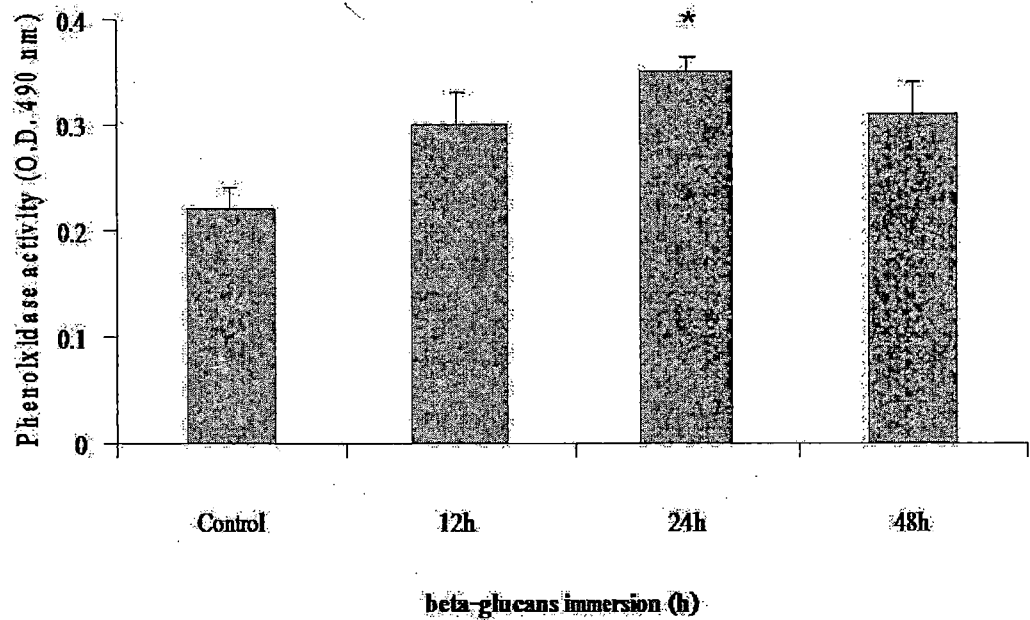 *
0.4
0.3
0.2
0.1
0
Phenolxidase activity (O.D. 490 nm)
Control 12h 24h 48h
beta-glucans immersion (h)